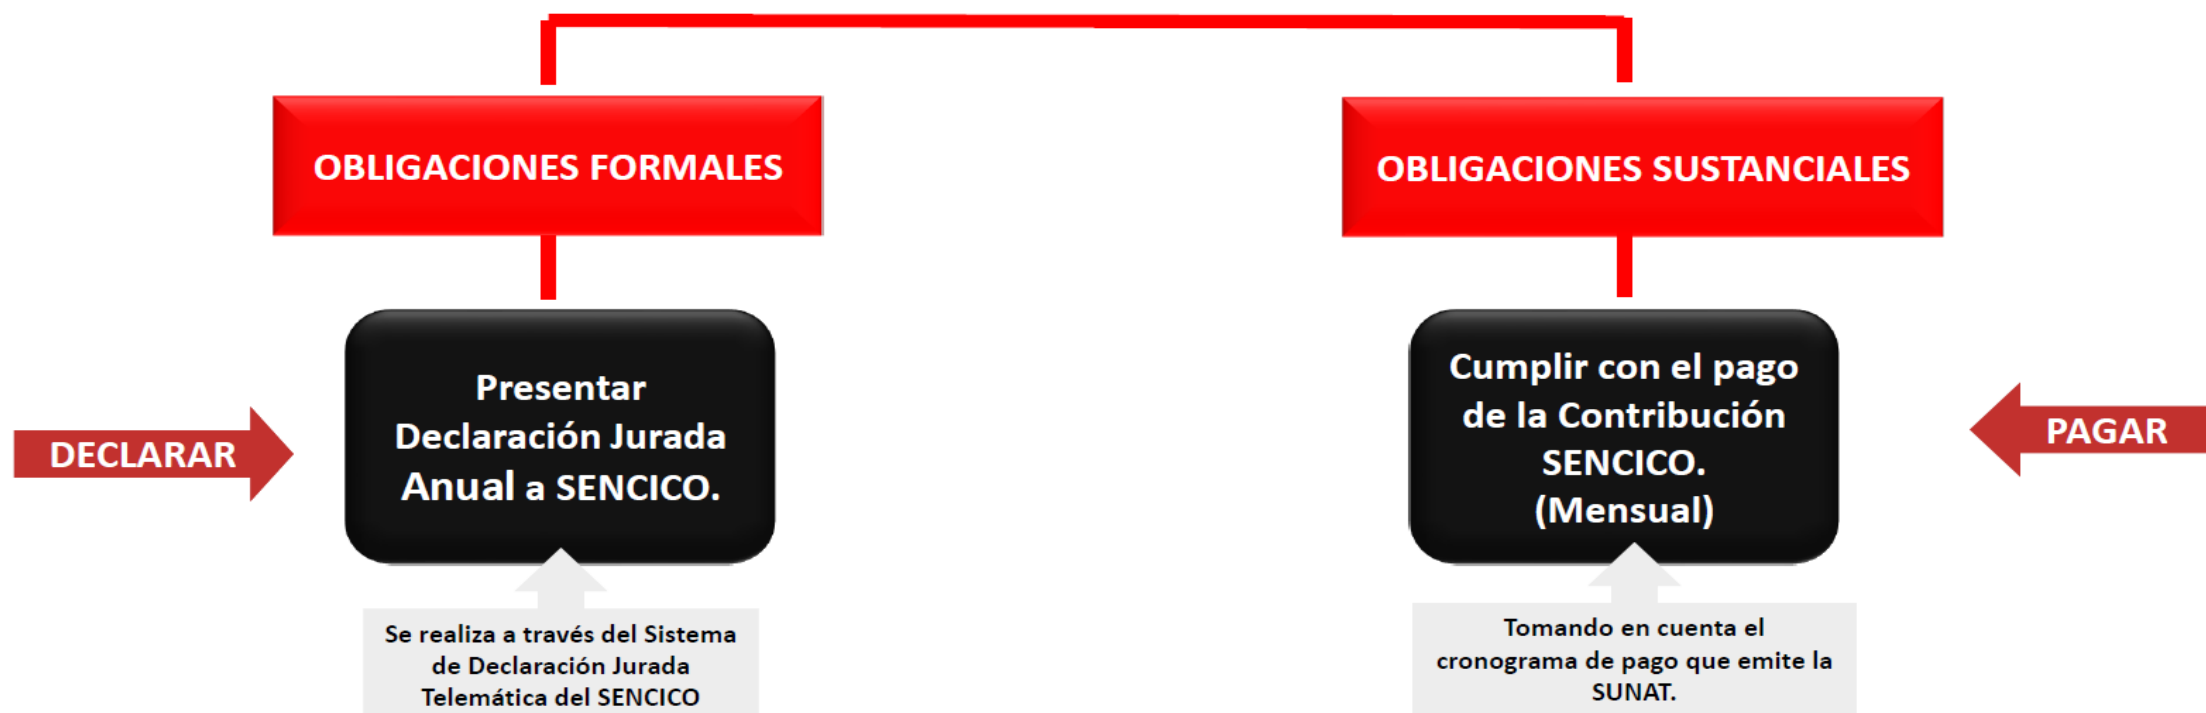 OBLIGACIONES FORMALES
OBLIGACIONES SUSTANCIALES
DECLARAR
Presentar
Declaración Jurada
Anual a SENCICO.
Cumplir con el pago
de la Contribución
SENCICO.
(Mensual)
PAGAR
Se realiza a través del Sistema
de Declaración Jurada
Telemática del SENCICO
Tomando en cuenta el
cronograma de pago que emite la
SUNAT.